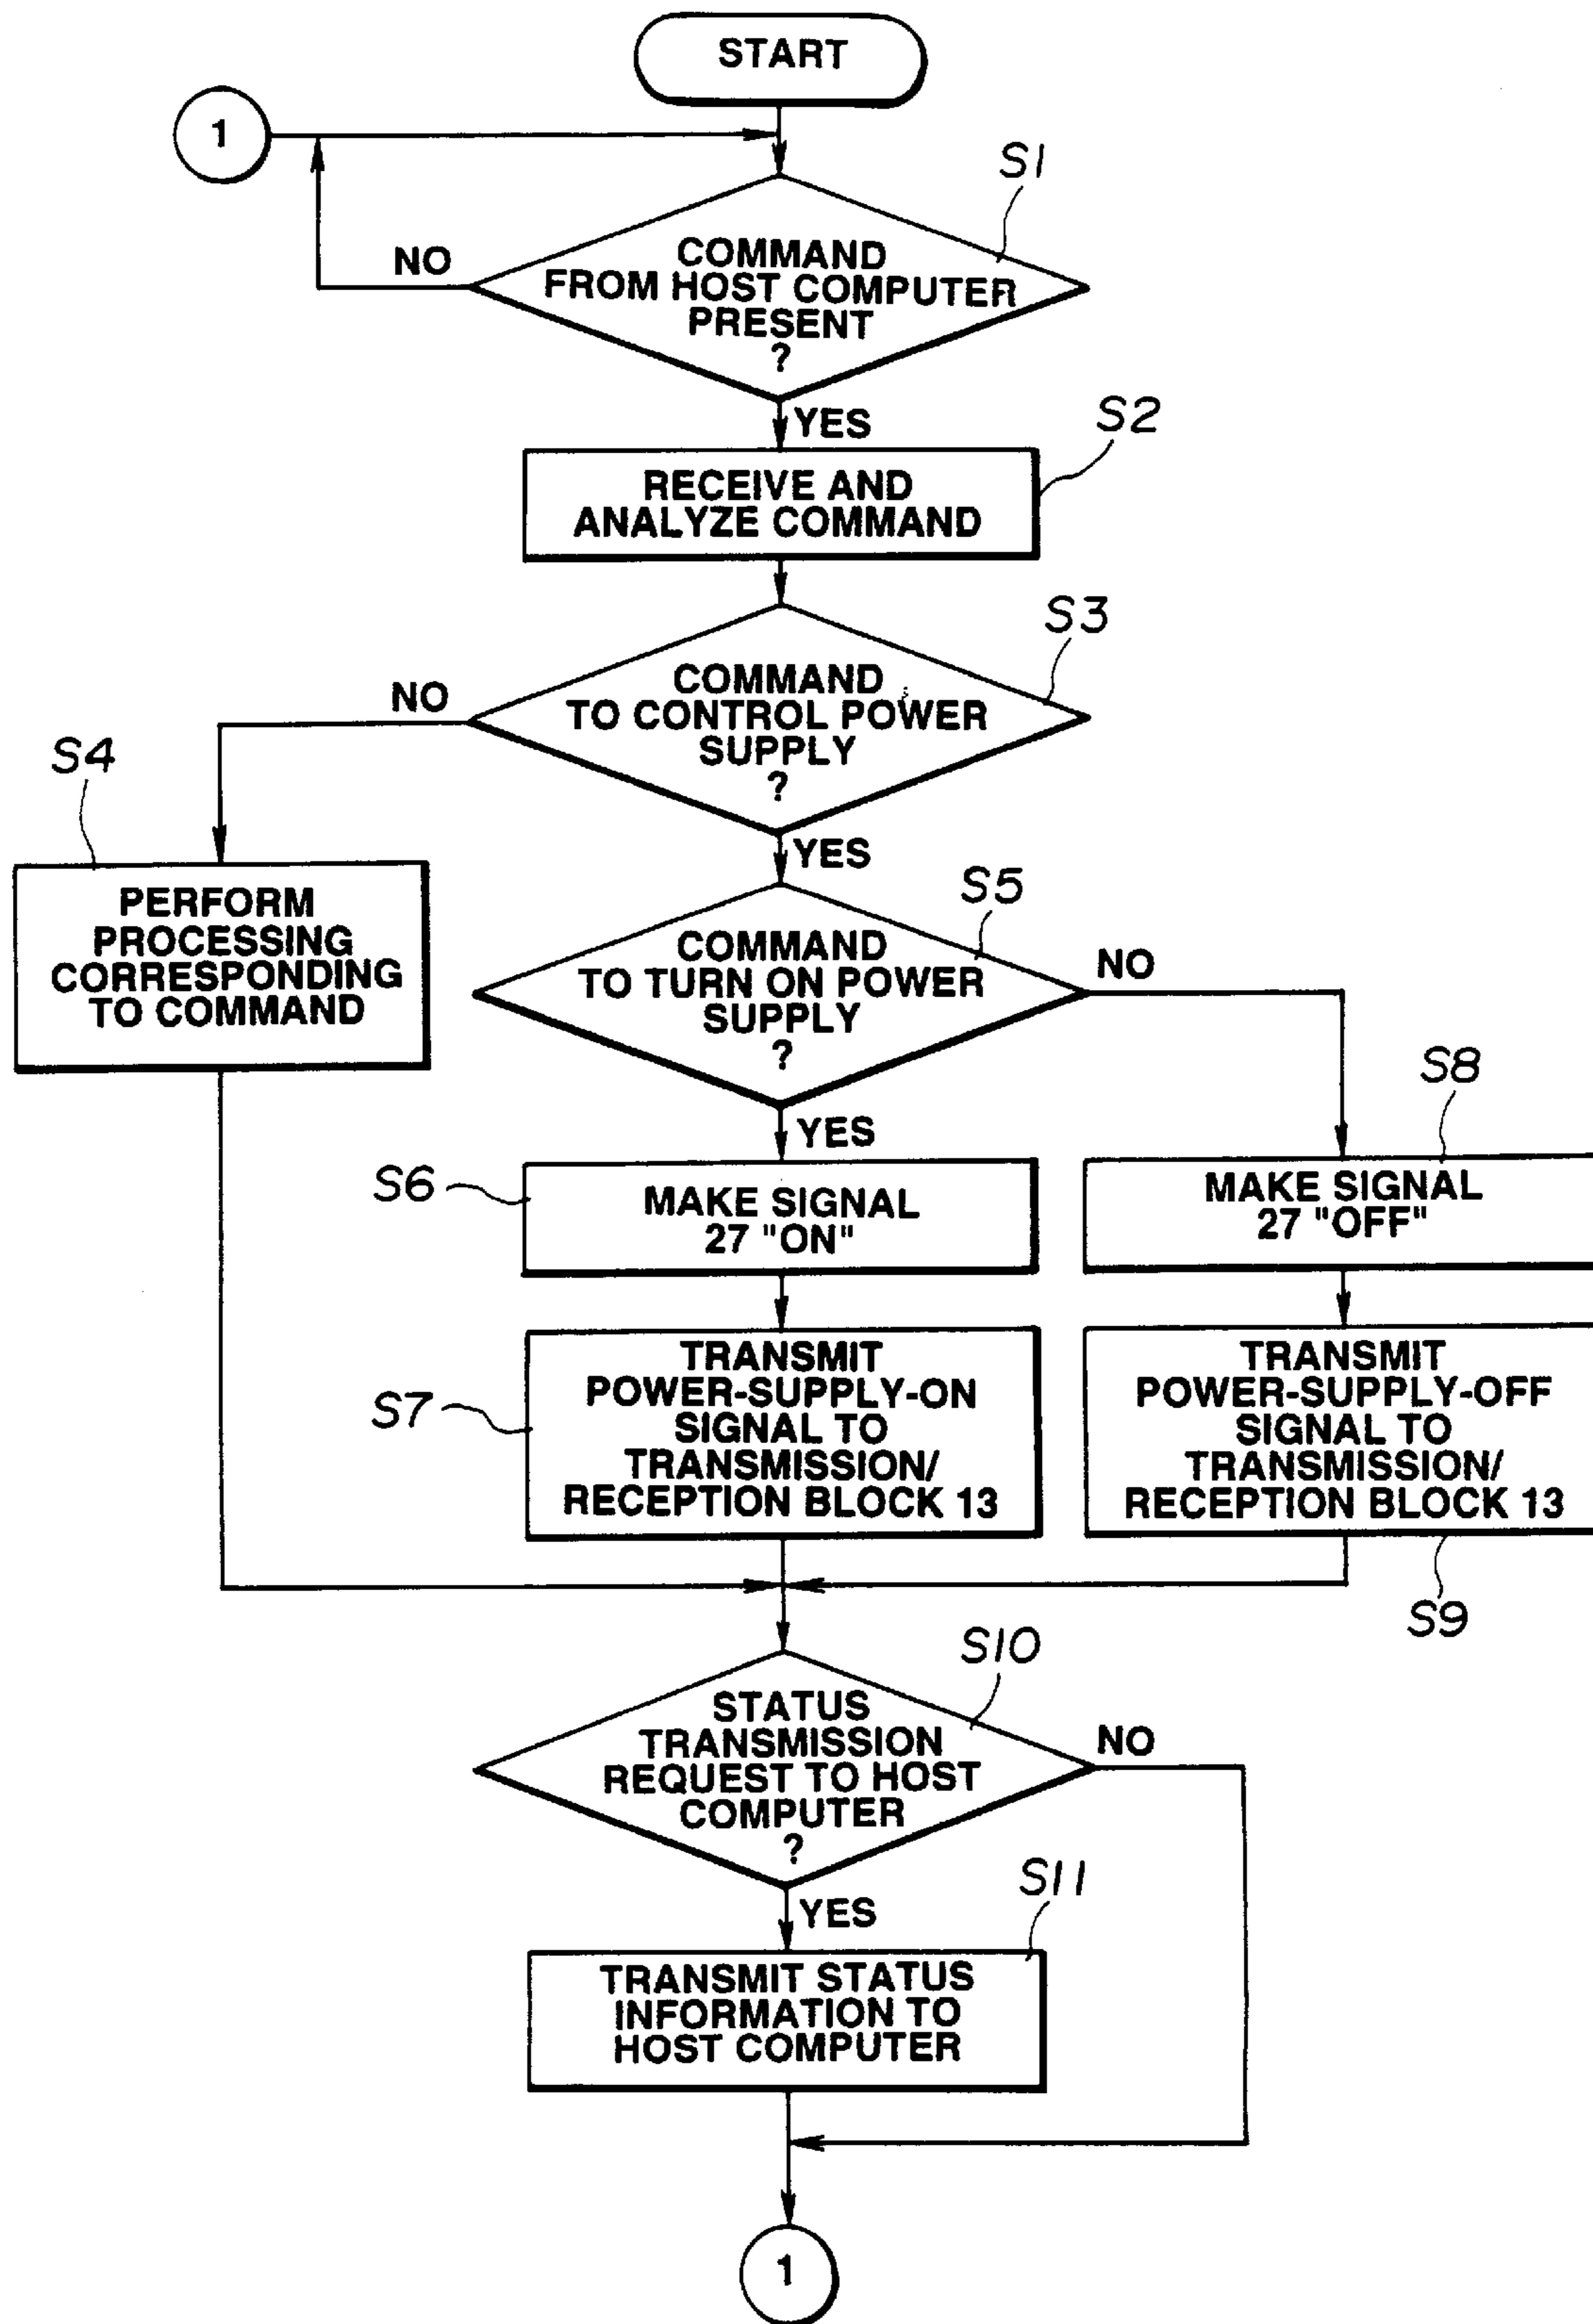 START
1
S1
COMMAND
FROM HOST COMPUTER
PRESENT
?
NO
YES
S2
RECEIVE AND
ANALYZE COMMAND
S3
COMMAND
TO CONTROL POWER
SUPPLY
?
NO
YES
S4
PERFORM
PROCESSING
CORRESPONDING
TO COMMAND
S5
COMMAND
TO TURN ON POWER
SUPPLY
?
NO
YES
S6
MAKE SIGNAL
27 "ON"
S8
MAKE SIGNAL
27 "OFF"
S7
TRANSMIT
POWER-SUPPLY-ON
SIGNAL TO
TRANSMISSION/
RECEPTION BLOCK 13
TRANSMIT
POWER-SUPPLY-OFF
SIGNAL TO
TRANSMISSION/
RECEPTION BLOCK 13
S9
S10
STATUS
TRANSMISSION
REQUEST TO HOST
COMPUTER
?
NO
YES
S11
TRANSMIT STATUS
INFORMATION TO
HOST COMPUTER
1